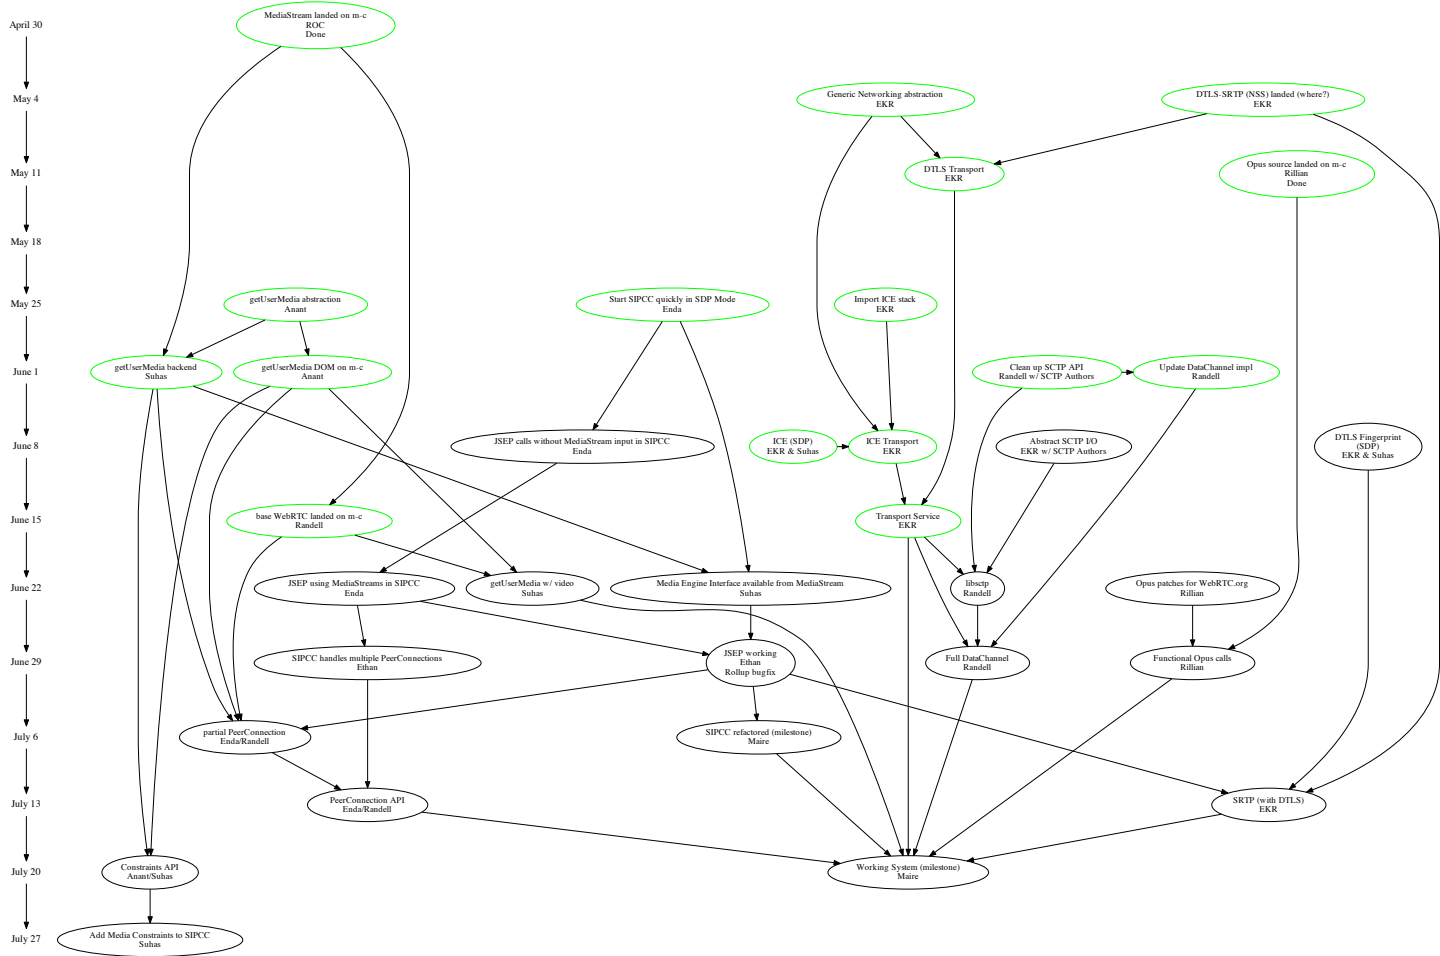 April 30
MediaStream landed on m-c
ROC
Done
May 4
Generic Networking abstraction
EKR
DTLS-SRTP (NSS) landed (where?)
EKR
May 11
DTLS Transport
EKR
Opus source landed on m-c
Rillian
Done
May 18
May 25
getUserMedia abstraction
Anant
Start SIPCC quickly in SDP Mode
Enda
Import ICE stack
EKR
June 1
getUserMedia backend
Suhas
getUserMedia DOM on m-c
Anant
Clean up SCTP API
Randell w/ SCTP Authors
Update DataChannel impl
Randell
June 8
JSEP calls without MediaStream input in SIPCC
Enda
ICE (SDP)
EKR & Suhas
ICE Transport
EKR
Abstract SCTP I/O
EKR w/ SCTP Authors
DTLS Fingerprint
(SDP)
EKR & Suhas
June 15
base WebRTC landed on m-c
Randell
Transport Service
EKR
June 22
JSEP using MediaStreams in SIPCC
Enda
getUserMedia w/ video
Suhas
Media Engine Interface available from MediaStream
Suhas
libsctp
Randell
Opus patches for WebRTC.org
Rillian
June 29
SIPCC handles multiple PeerConnections
Ethan
JSEP working
Ethan
Rollup bugfix
Full DataChannel
Randell
Functional Opus calls
Rillian
July 6
partial PeerConnection
Enda/Randell
SIPCC refactored (milestone)
Maire
July 13
PeerConnection API
Enda/Randell
SRTP (with DTLS)
EKR
July 20
Constraints API
Anant/Suhas
Working System (milestone)
Maire
July 27
Add Media Constraints to SIPCC
Suhas